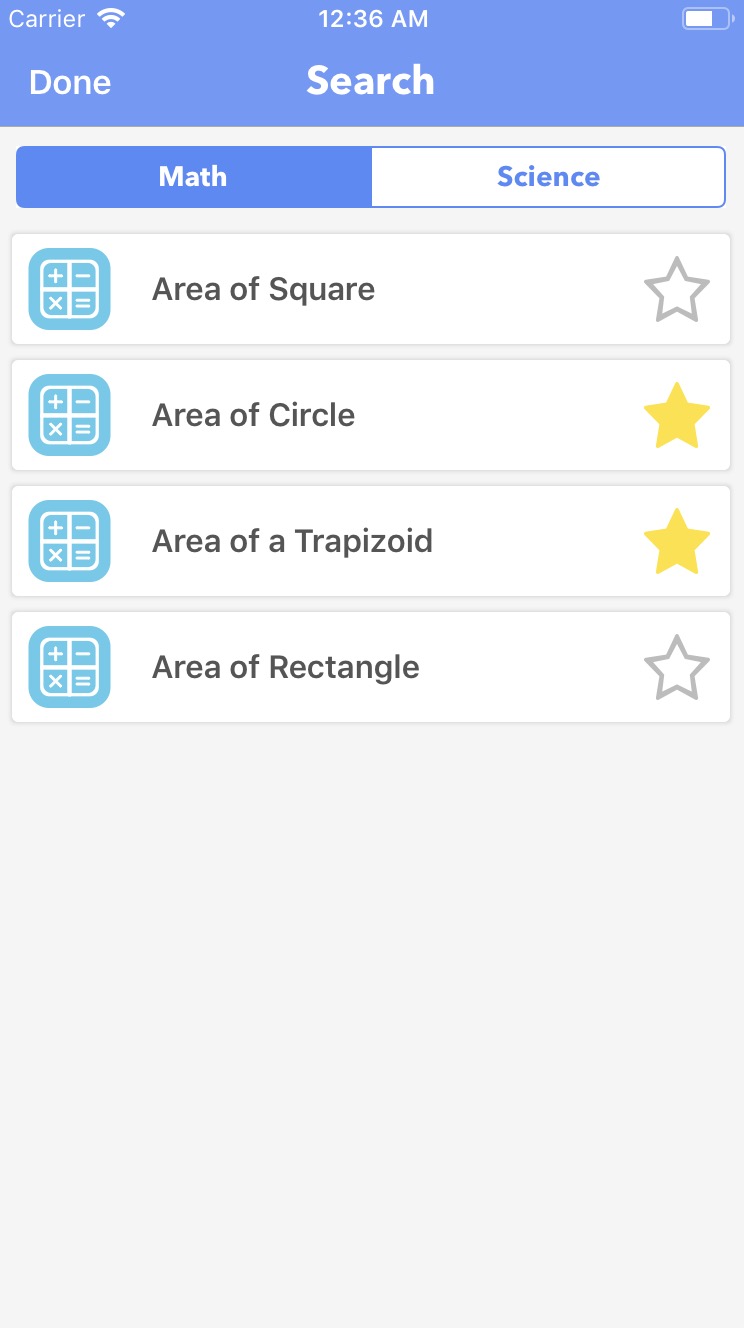 Carrier 12:36 AM
Done Search
Math Science
Area of Square
Area of Circle
Area of a Trapizoid
Area of Rectangle